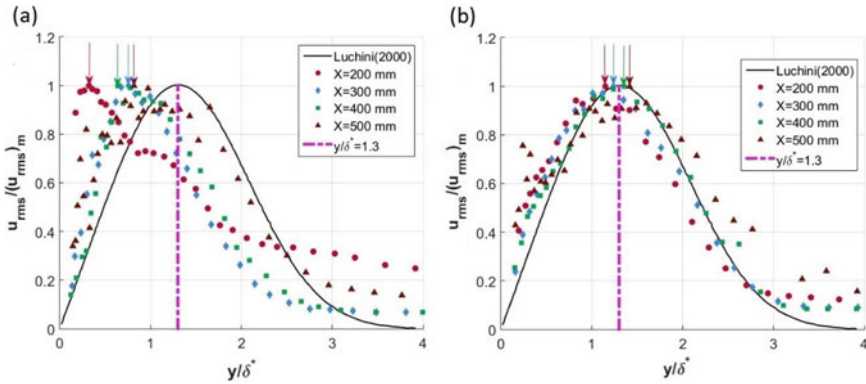 (a)
1.2
1
0.8
0.6
0.4
0.2
0
0
1
2
3
4
u_rms/(u_rms)_m
y/δ*
Luchini(2000)
X=200 mm
X=300 mm
X=400 mm
X=500 mm
y/δ*=1.3
(b)
1.2
1
0.8
0.6
0.4
0.2
0
0
1
2
3
4
u_rms/(u_rms)_m
y/δ*
Luchini(2000)
X=200 mm
X=300 mm
X=400 mm
X=500 mm
y/δ*=1.3